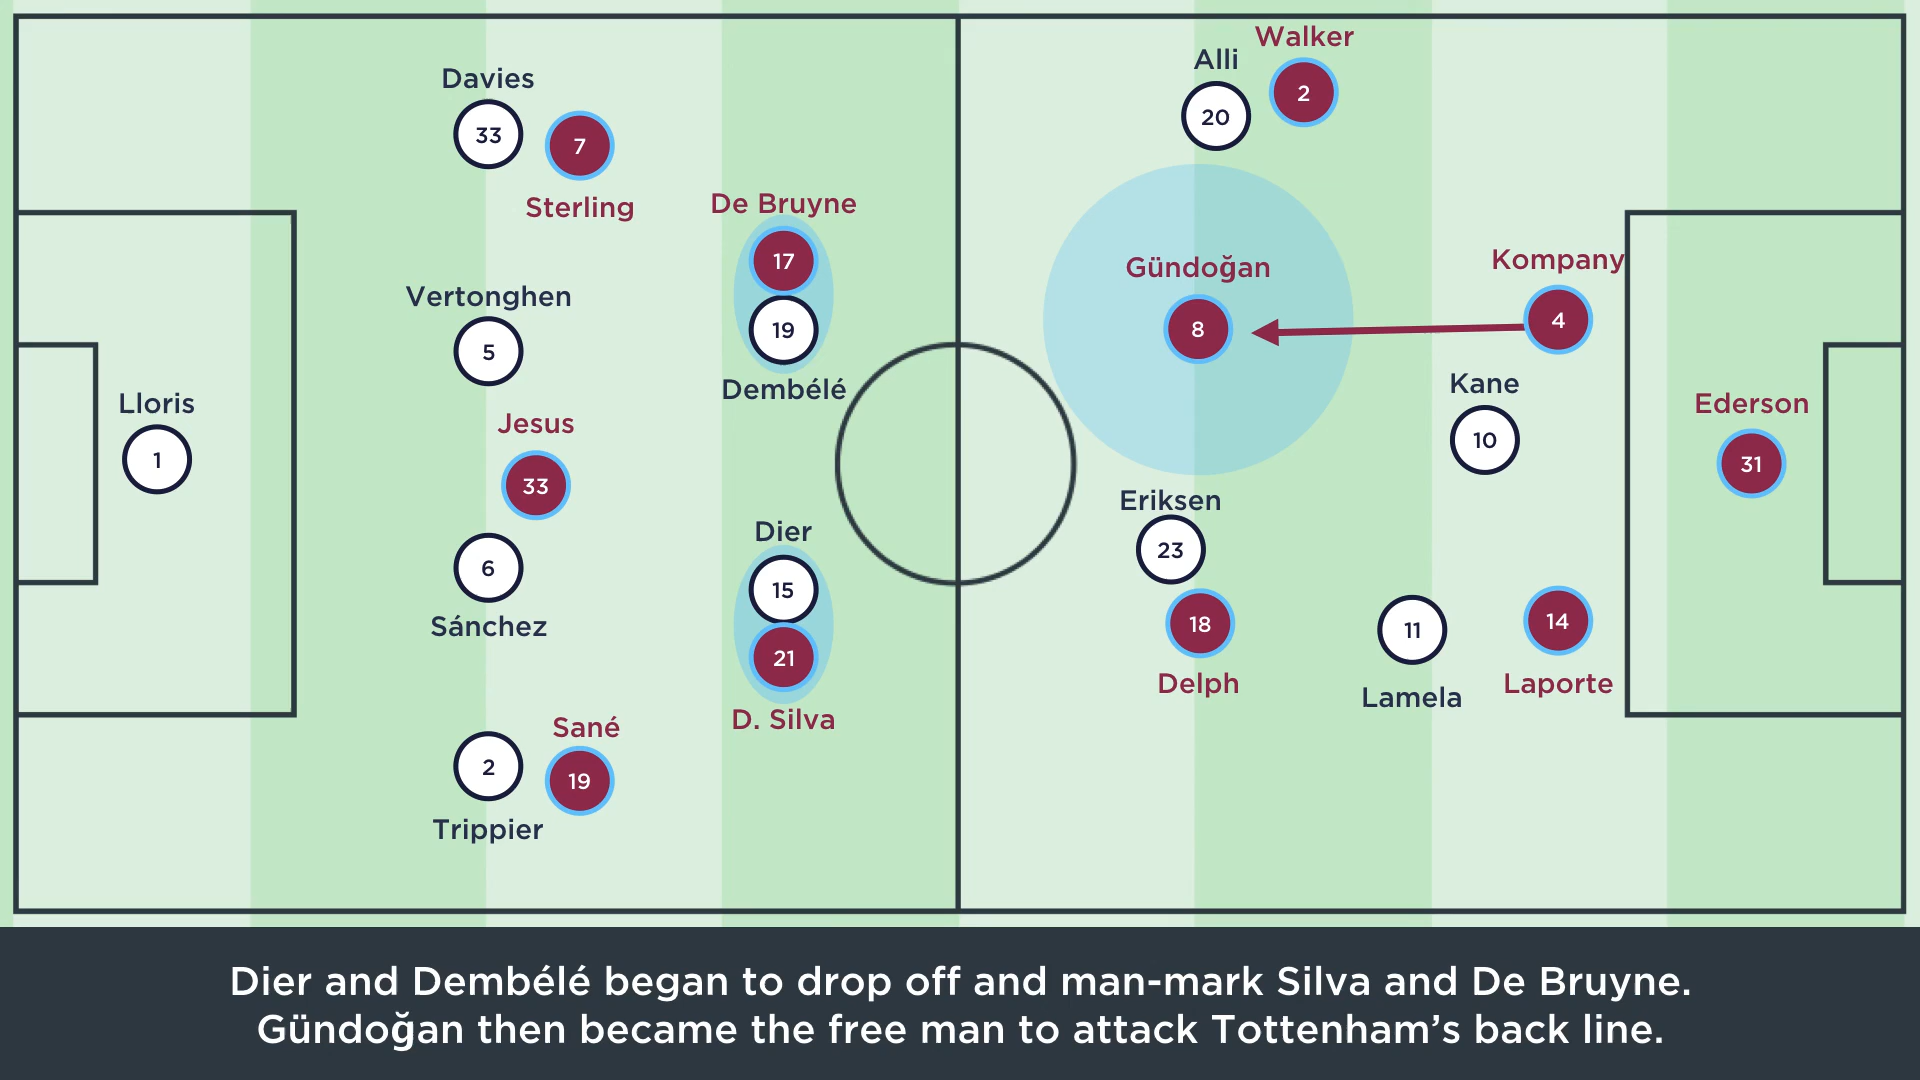 Walker
Alli
2
20
Davies
33
7
Sterling
De Bruyne
17
19
Dembélé
Gündoğan
8
Kompany
4
Vertonghen
5
Kane
10
Lloris
1
Jesus
33
Ederson
31
Eriksen
23
Dier
15
21
D. Silva
6
Sánchez
18
Delph
11
Lamela
14
Laporte
Sané
2
19
Trippier
Dier and Dembélé began to drop off and man-mark Silva and De Bruyne.
Gündoğan then became the free man to attack Tottenham’s back line.